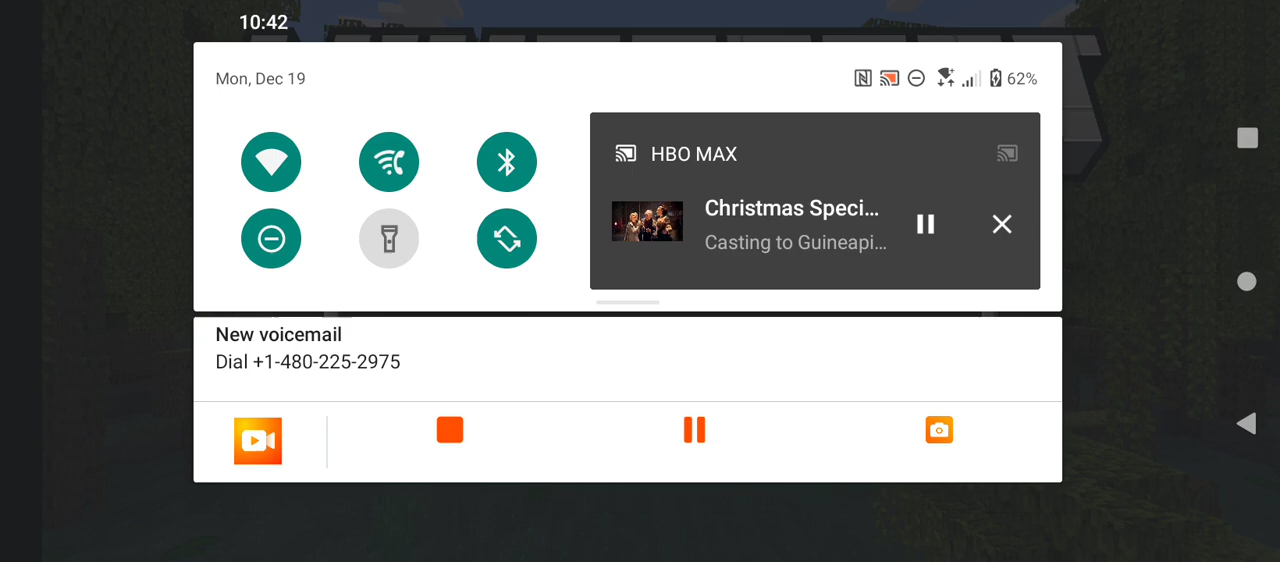 10:42
Mon, Dec 19
62%
HBO MAX
Christmas Speci...
Casting to Guineapi...
New voicemail
Dial +1-480-225-2975